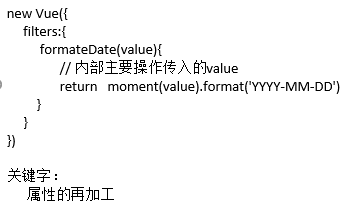 new Vue({
filters:{
formateDate(value){
// 内部主要操作传入的value
return moment(value).format('YYYY-MM-DD')
}
}
})
关键字：
属性的再加工